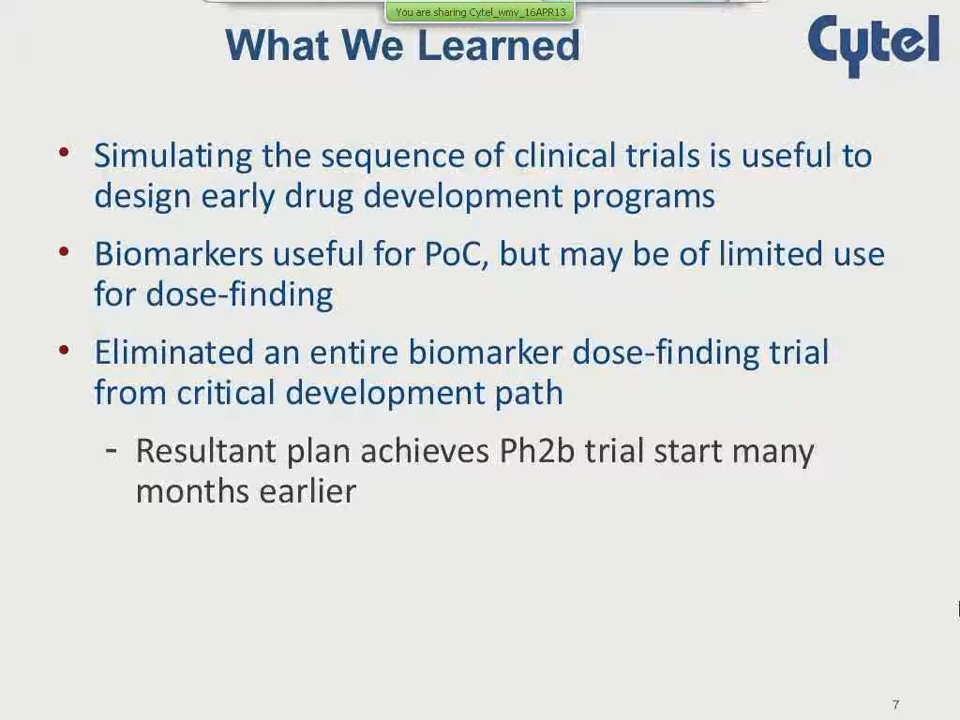 You are sharing Cytel_wmv_16APR13
What We Learned
Cytel
• Simulating the sequence of clinical trials is useful to
design early drug development programs
• Biomarkers useful for PoC, but may be of limited use
for dose-finding
• Eliminated an entire biomarker dose-finding trial
from critical development path
- Resultant plan achieves Ph2b trial start many
months earlier
7